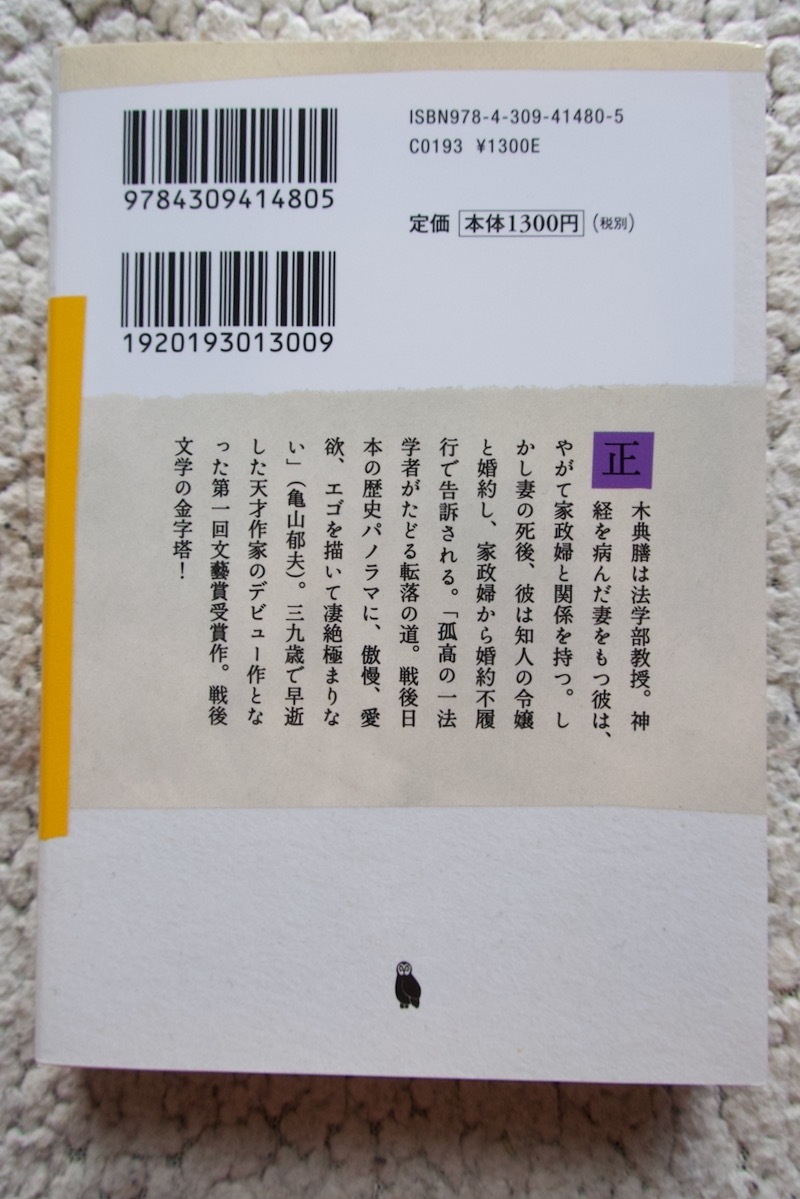 ISBN978-4-309-41480-5
C0193 ¥1300E
9784309414805
定価 本体1300円 (税別)
1920193013009
正
木典膳は法学部教授。神
経を病んだ妻をもつ彼は、
やがて家政婦と関係を持つ。し
かし妻の死後、彼は知人の令嬢
と婚約し、家政婦から婚約不履
行で告訴される。「孤高の一法
学者がたどる転落の道。戦後日
本の歴史パノラマに、傲慢、愛
欲、エゴを描いて凄絶極まりな
い」（亀山郁夫）。三九歳で早逝
した天才作家のデビュー作とな
った第一回文藝賞受賞作。戦後
文学の金字塔！